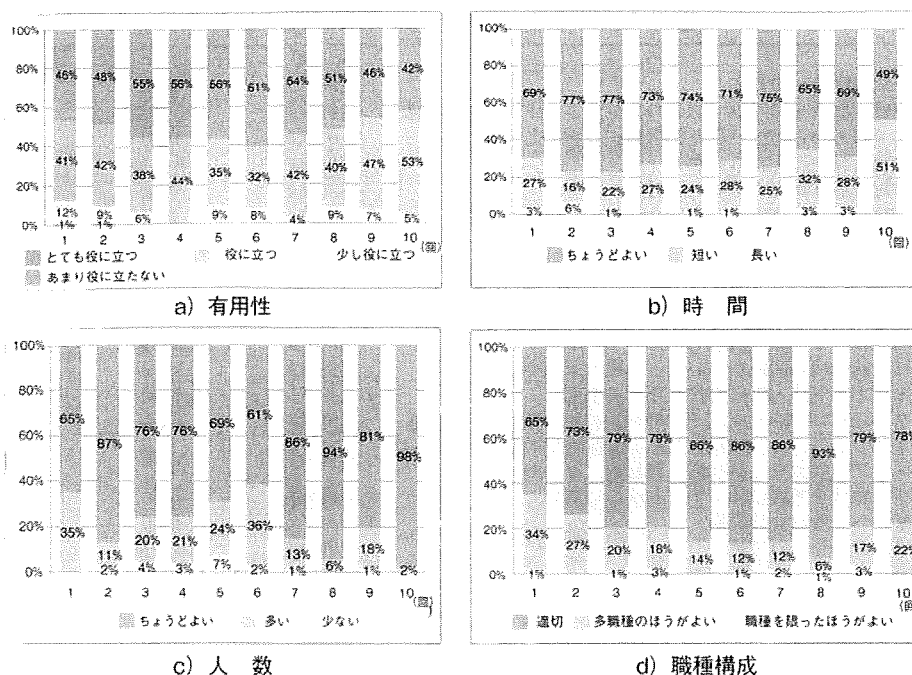 100%
80%
60%
40%
20%
0%
46% 48% 55% 56% 56% 61% 54% 51% 46% 42%
41% 42% 38% 44% 35% 32% 42% 40% 47% 53%
12% 9% 6% 9% 8% 4% 9% 7% 5%
1% 1%
1 2 3 4 5 6 7 8 9 10 (回)
とても役に立つ 役に立つ 少し役に立つ
あまり役に立たない
a) 有用性
100%
80%
60%
40%
20%
0%
69% 77% 77% 73% 74% 71% 75% 65% 69% 49%
27% 16% 22% 27% 24% 28% 25% 32% 28% 51%
3% 6% 1% 1% 1% 3% 3%
1 2 3 4 5 6 7 8 9 10 (回)
ちょうどよい 短い 長い
b) 時 間
100%
80%
60%
40%
20%
0%
65% 87% 76% 76% 69% 61% 86% 94% 81% 98%
35% 11% 20% 21% 24% 36% 13% 6% 18% 2%
2% 4% 3% 7% 2% 1% 1%
1 2 3 4 5 6 7 8 9 10 (回)
ちょうどよい 多い 少ない
c) 人 数
100%
80%
60%
40%
20%
0%
65% 73% 79% 79% 86% 86% 86% 93% 79% 78%
34% 27% 20% 18% 14% 12% 12% 6% 17% 22%
1% 1% 3% 1% 2% 1% 3%
1 2 3 4 5 6 7 8 9 10 (回)
適切 多職種のほうがよい 職種を限ったほうがよい
d) 職種構成